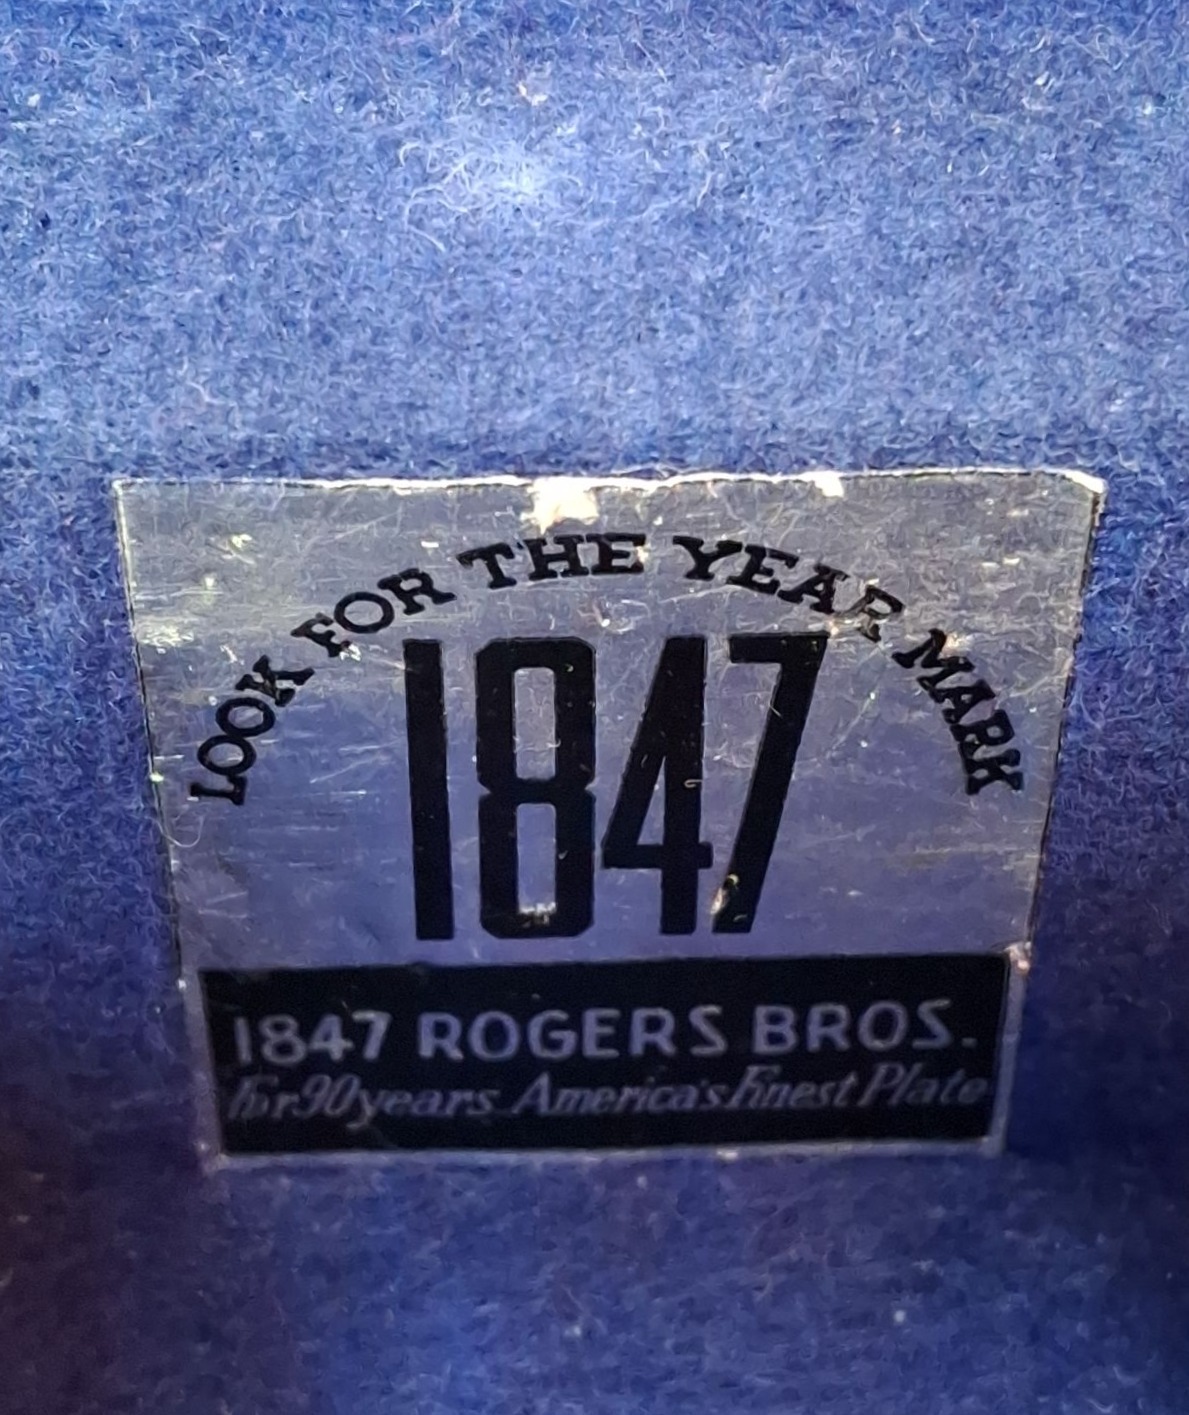 LOOK FOR THE YEAR MARK
1847
1847 ROGERS BROS.
For 90 years America's Finest Plate